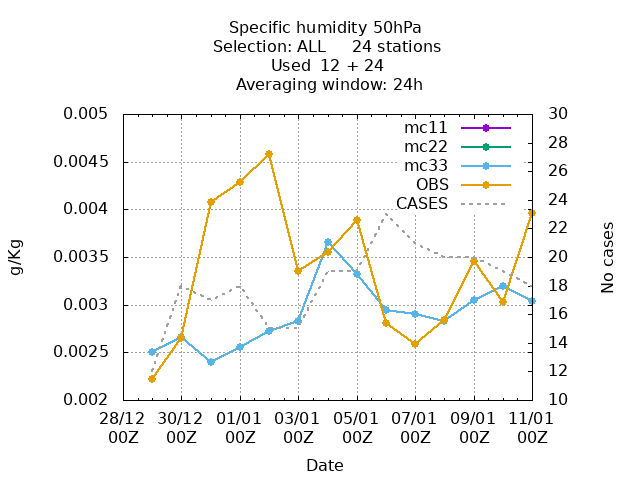 Specific humidity 50hPa
Selection: ALL 24 stations
Used 12 + 24
Averaging window: 24h
mc11
mc22
mc33
OBS
CASES
0.005
0.0045
0.004
0.0035
0.003
0.0025
0.002
g/Kg
30
28
26
24
22
20
18
16
14
12
10
No cases
28/12 30/12 01/01 03/01 05/01 07/01 09/01 11/01
00Z 00Z 00Z 00Z 00Z 00Z 00Z 00Z
Date